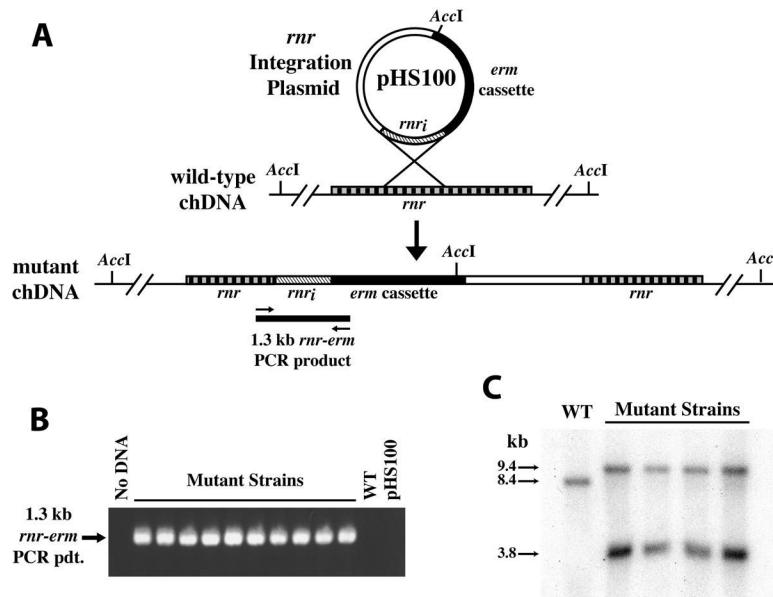 A
AccI
rnr
Integration
Plasmid
pHS100
erm
cassette
rnri
wild-type
chDNA
AccI
AccI
rnr
mutant
chDNA
AccI
AccI
Acc
rnr
rnri
erm cassette
rnr
1.3 kb rnr-erm
PCR product
B
No DNA
Mutant Strains
WT
pHS100
1.3 kb
rnr-erm
PCR pdt.
C
WT
Mutant Strains
kb
9.4
8.4
3.8